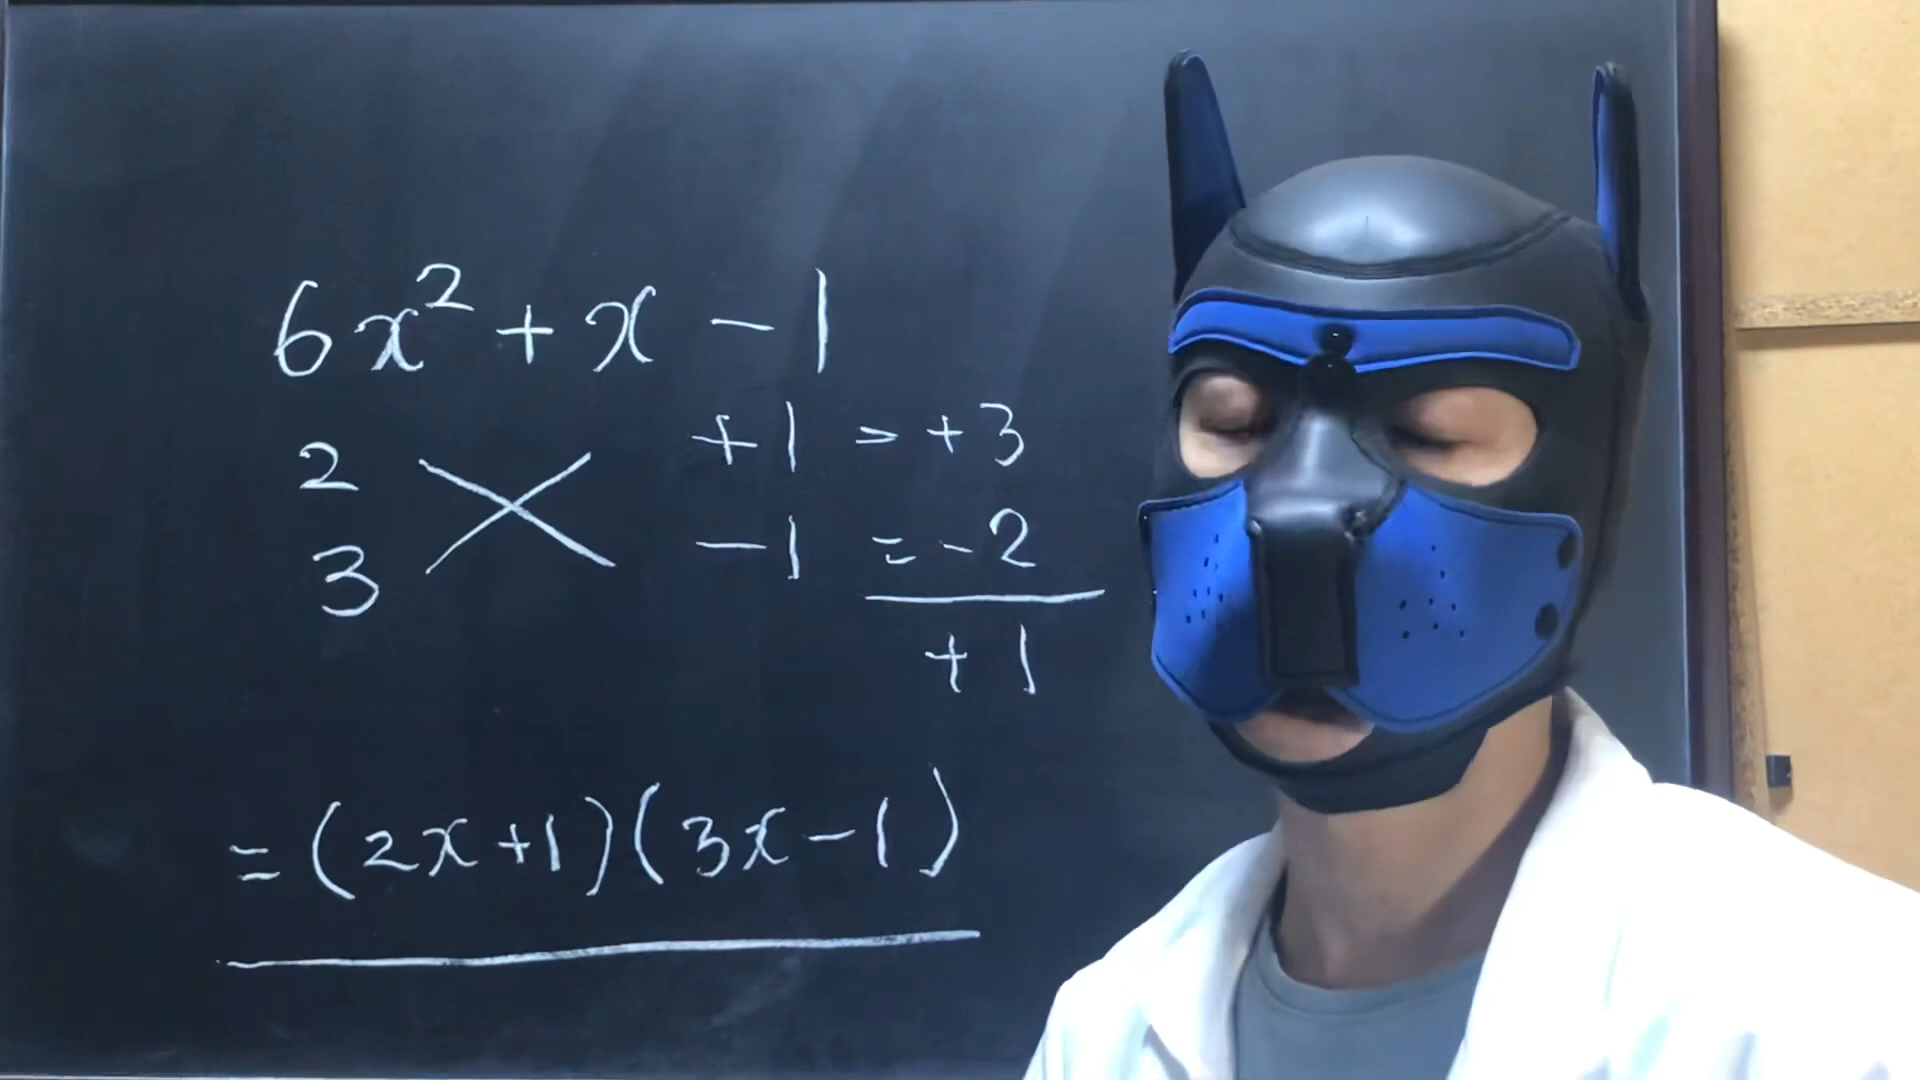 6x² + x - 1
2 +1 = +3
3 -1 = -2
+1
= (2x+1)(3x-1)